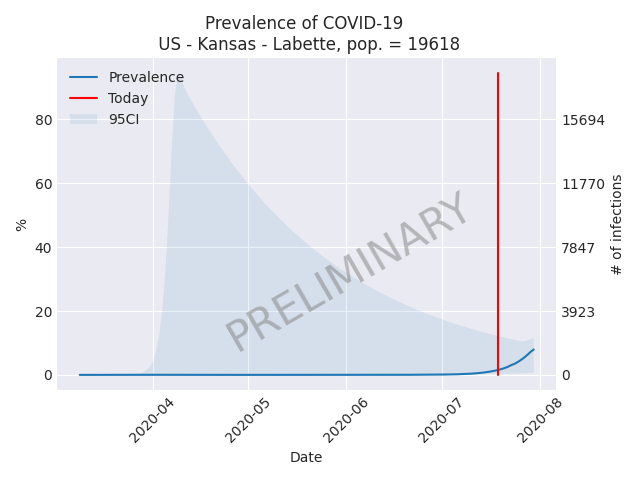 Prevalence of COVID-19
US - Kansas - Labette, pop. = 19618
Prevalence
Today
95CI
80
60
40
20
0
%
15694
11770
7847
3923
0
# of infections
PRELIMINARY
2020-04
2020-05
2020-06
2020-07
2020-08
Date